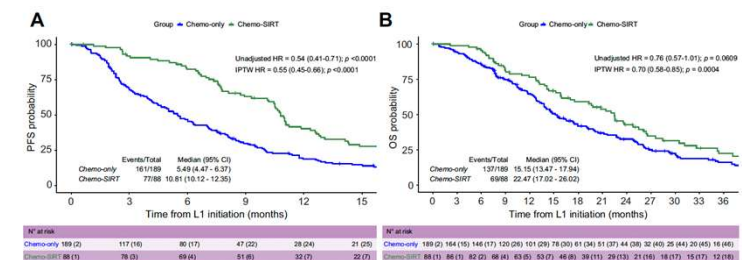 A
Group Chemo-only Chemo-SIRT
100
75
50
25
0
PFS probability
Unadjusted HR = 0.54 (0.41-0.71); p <0.0001
IPTW HR = 0.55 (0.45-0.66); p <0.0001
Events/Total Median (95% CI)
Chemo-only 161/189 5.49 (4.47 - 6.37)
Chemo-SIRT 77/88 10.81 (10.12 - 12.35)
0 3 6 9 12 15
Time from L1 initiation (months)
N° at risk
Chemo-only 189 (2) 117 (16) 80 (17) 47 (22) 28 (24) 21 (25)
Chemo-SIRT 88 (1) 78 (3) 69 (4) 51 (6) 32 (7) 22 (7)
B
Group Chemo-only Chemo-SIRT
100
75
50
25
0
OS probability
Unadjusted HR = 0.76 (0.57-1.01); p = 0.0609
IPTW HR = 0.70 (0.58-0.85); p = 0.0004
Events/Total Median (95% CI)
Chemo-only 137/189 15.15 (13.47 - 17.94)
Chemo-SIRT 69/88 22.47 (17.02 - 26.02)
0 3 6 9 12 15 18 21 24 27 30 33 36
Time from L1 initiation (months)
N° at risk
Chemo-only 189 (2) 164 (15) 146 (17) 120 (26) 101 (29) 78 (30) 61 (34) 51 (37) 44 (38) 32 (40) 25 (44) 20 (45) 16 (46)
Chemo-SIRT 88 (1) 86 (1) 82 (2) 68 (4) 63 (5) 53 (7) 46 (8) 39 (11) 29 (13) 21 (16) 18 (17) 15 (17) 12 (18)